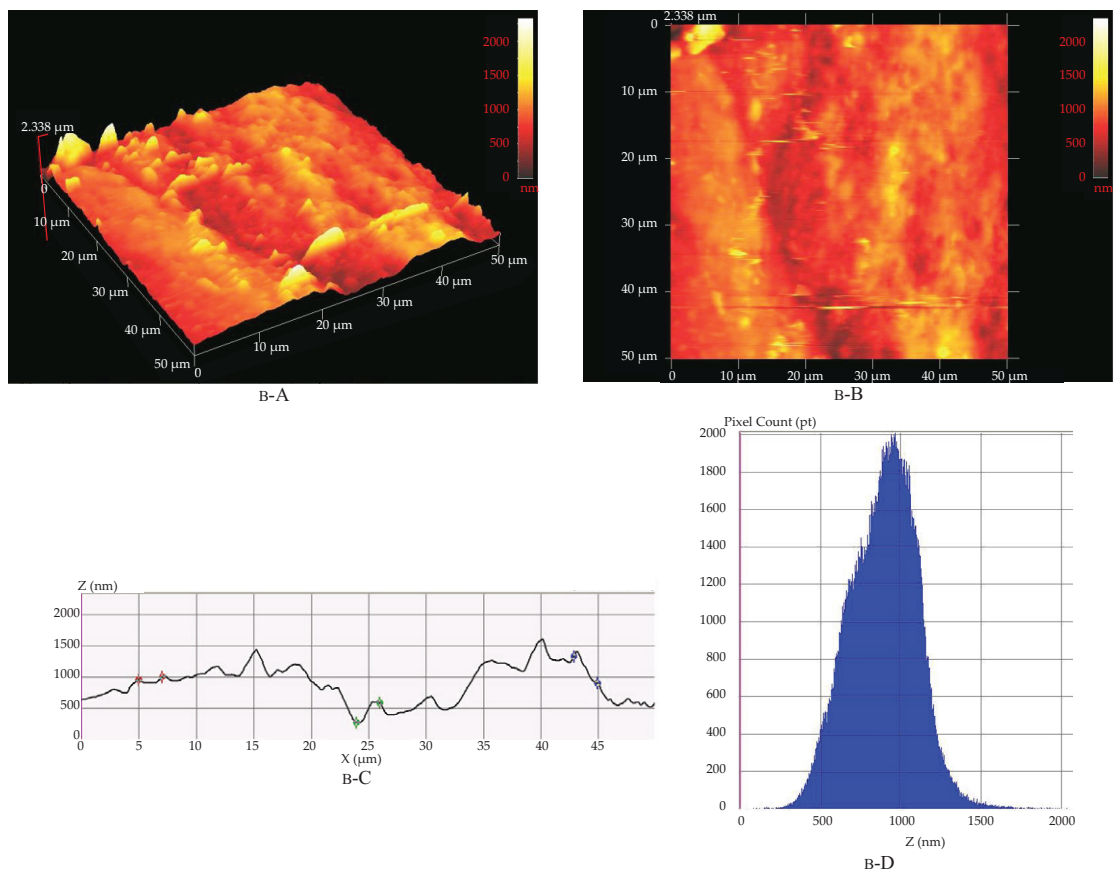 2000
1500
1000
500
0
nm
2.338 µm
0
10 µm
20 µm
30 µm
40 µm
50 µm
0
10 µm
20 µm
30 µm
40 µm
50 µm
B-A
2.338 µm
0
10 µm
20 µm
30 µm
40 µm
50 µm
0 10 µm 20 µm 30 µm 40 µm 50 µm
2000
1500
1000
500
0
nm
B-B
Z (nm)
2000
1500
1000
500
0
0 5 10 15 20 25 30 35 40 45
X (µm)
B-C
Pixel Count (pt)
2000
1800
1600
1400
1200
1000
800
600
400
200
0
0 500 1000 1500 2000
Z (nm)
B-D